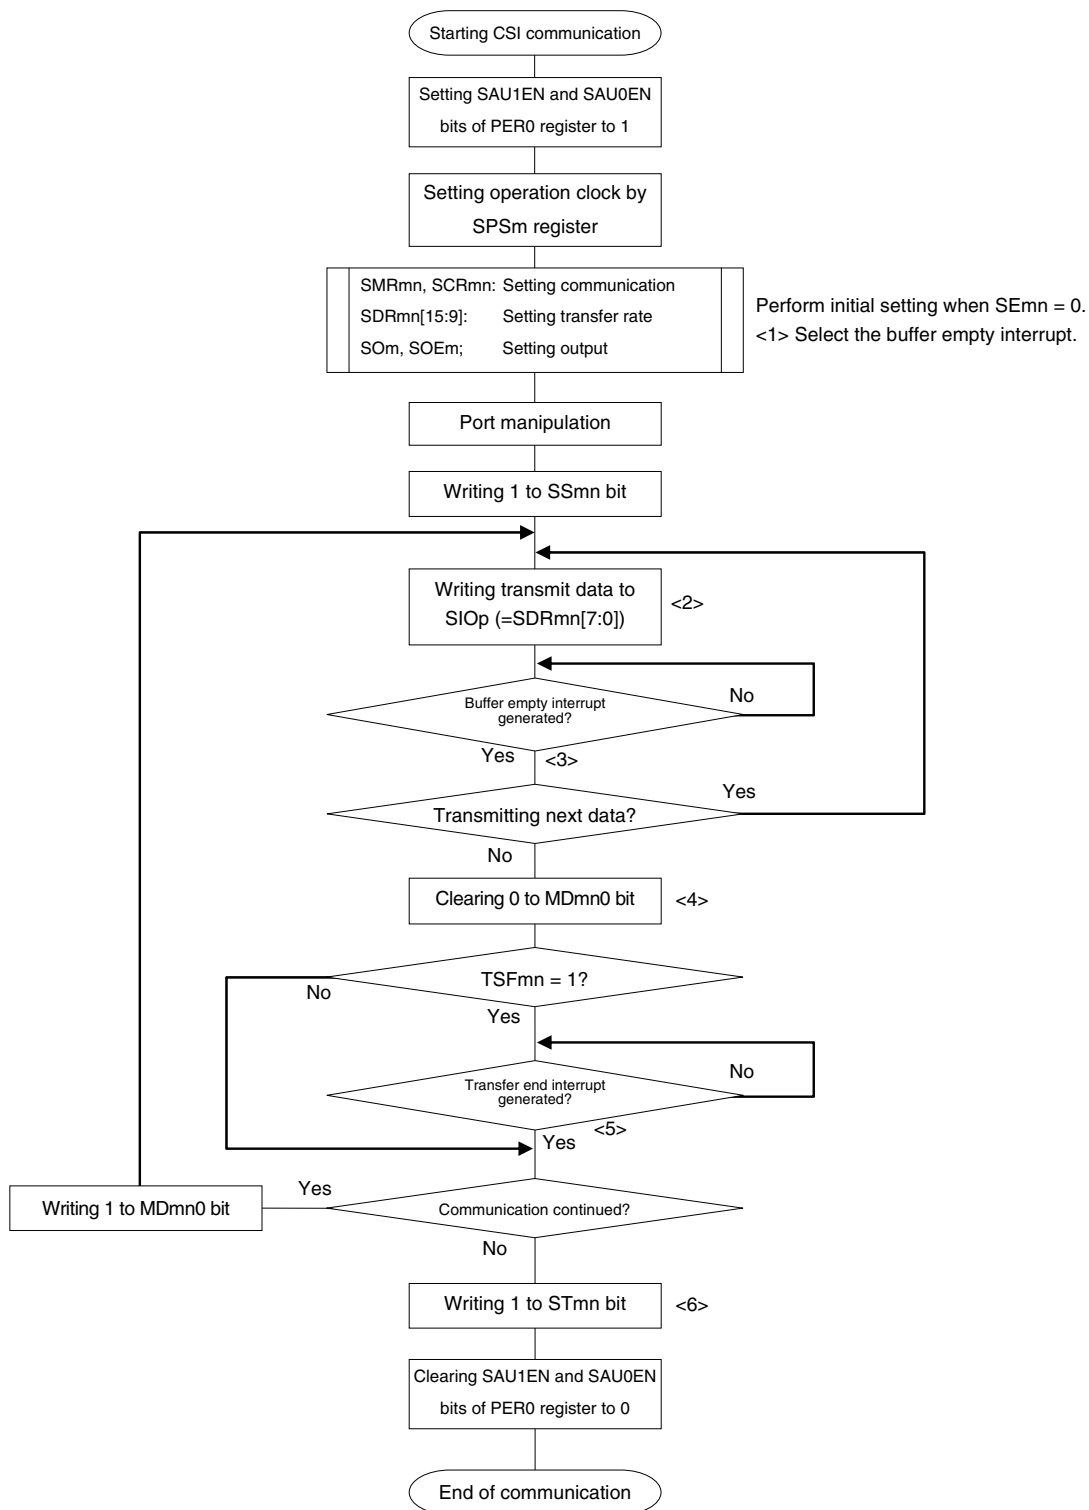 Starting CSI communication
Setting SAU1EN and SAU0EN
bits of PER0 register to 1
Setting operation clock by
SPSm register
SMRmn, SCRmn: Setting communication
SDRmn[15:9]: Setting transfer rate
SOm, SOEm; Setting output
Perform initial setting when SEmn = 0.
<1> Select the buffer empty interrupt.
Port manipulation
Writing 1 to SSmn bit
Writing transmit data to
SIOp (=SDRmn[7:0])
<2>
Buffer empty interrupt
generated?
No
Yes
<3>
Transmitting next data?
Yes
No
Clearing 0 to MDmn0 bit
<4>
TSFmn = 1?
No
Yes
Transfer end interrupt
generated?
No
<5>
Yes
Communication continued?
Yes
Writing 1 to MDmn0 bit
No
Writing 1 to STmn bit
<6>
Clearing SAU1EN and SAU0EN
bits of PER0 register to 0
End of communication